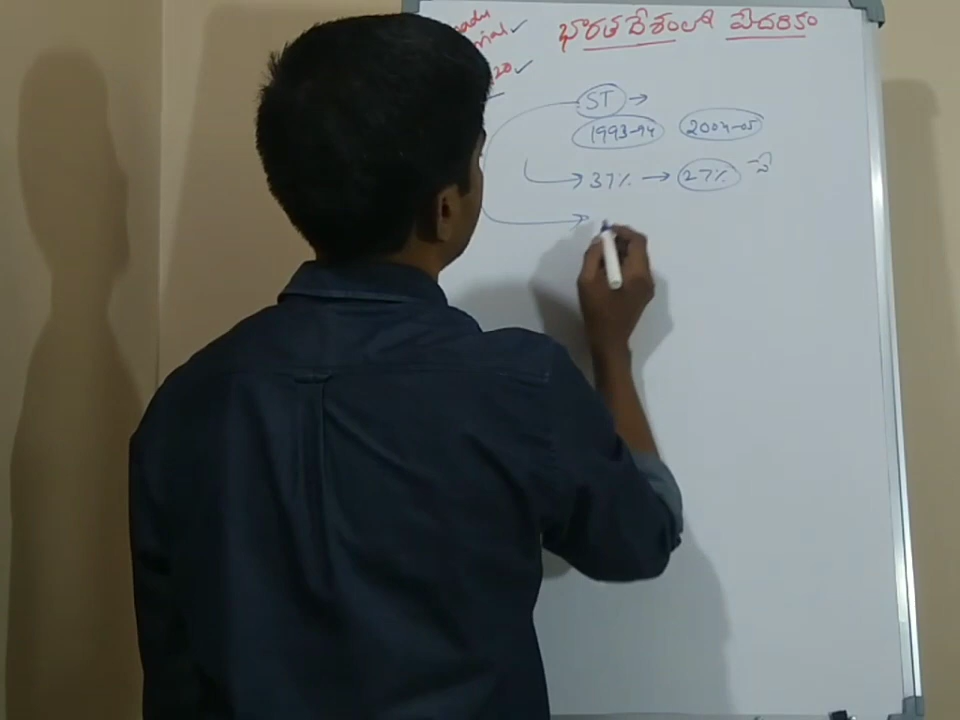 భారత దేశంలో పేదరికం
ST →
1993-94 2004-05
→ 37% → 27%